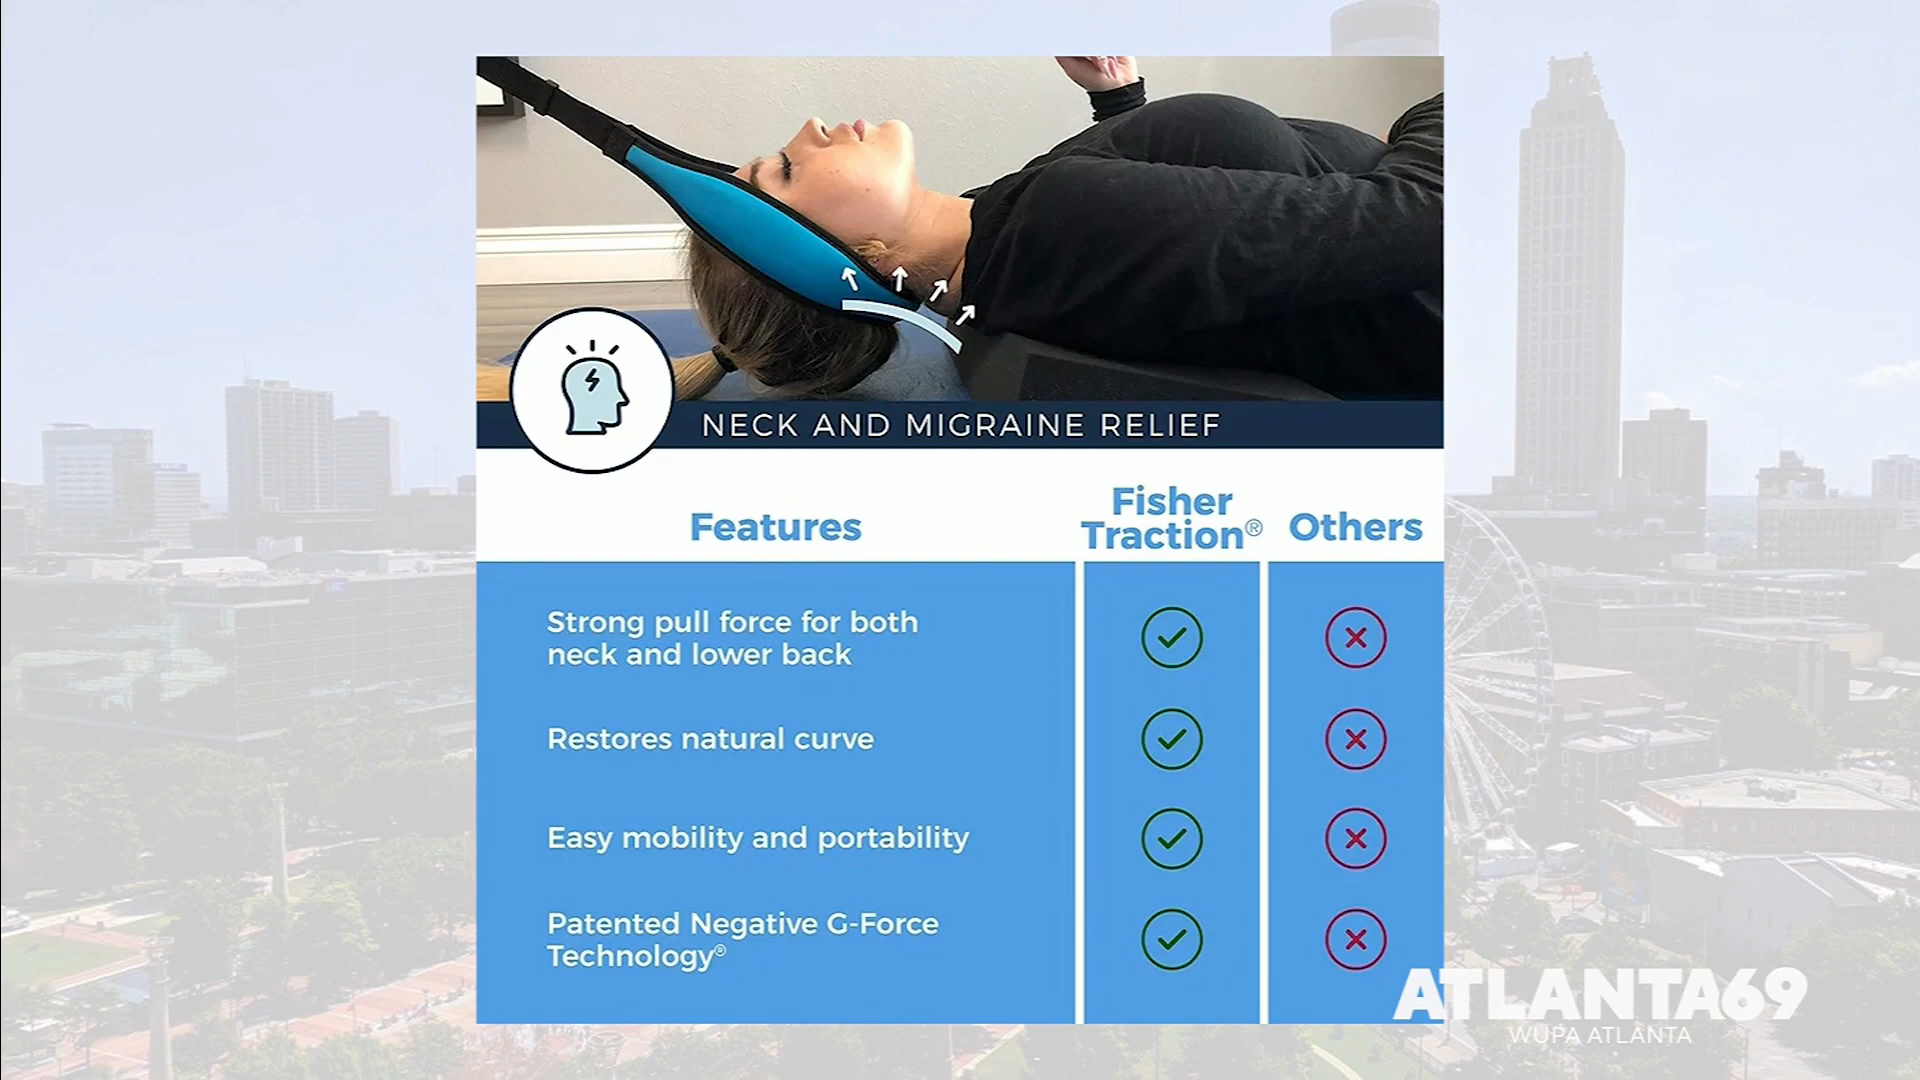 NECK AND MIGRAINE RELIEF
Features
Fisher
Traction®
Others
Strong pull force for both
neck and lower back
Restores natural curve
Easy mobility and portability
Patented Negative G-Force
Technology®
ATLANTA69
WUPA ATLANTA